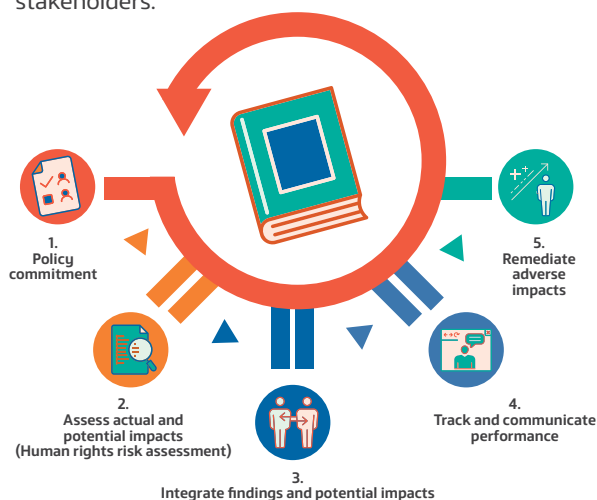 stakeholders.
1.
Policy
commitment
2.
Assess actual and
potential impacts
(Human rights risk assessment)
3.
Integrate findings and potential impacts
4.
Track and communicate
performance
5.
Remediate
adverse
impacts